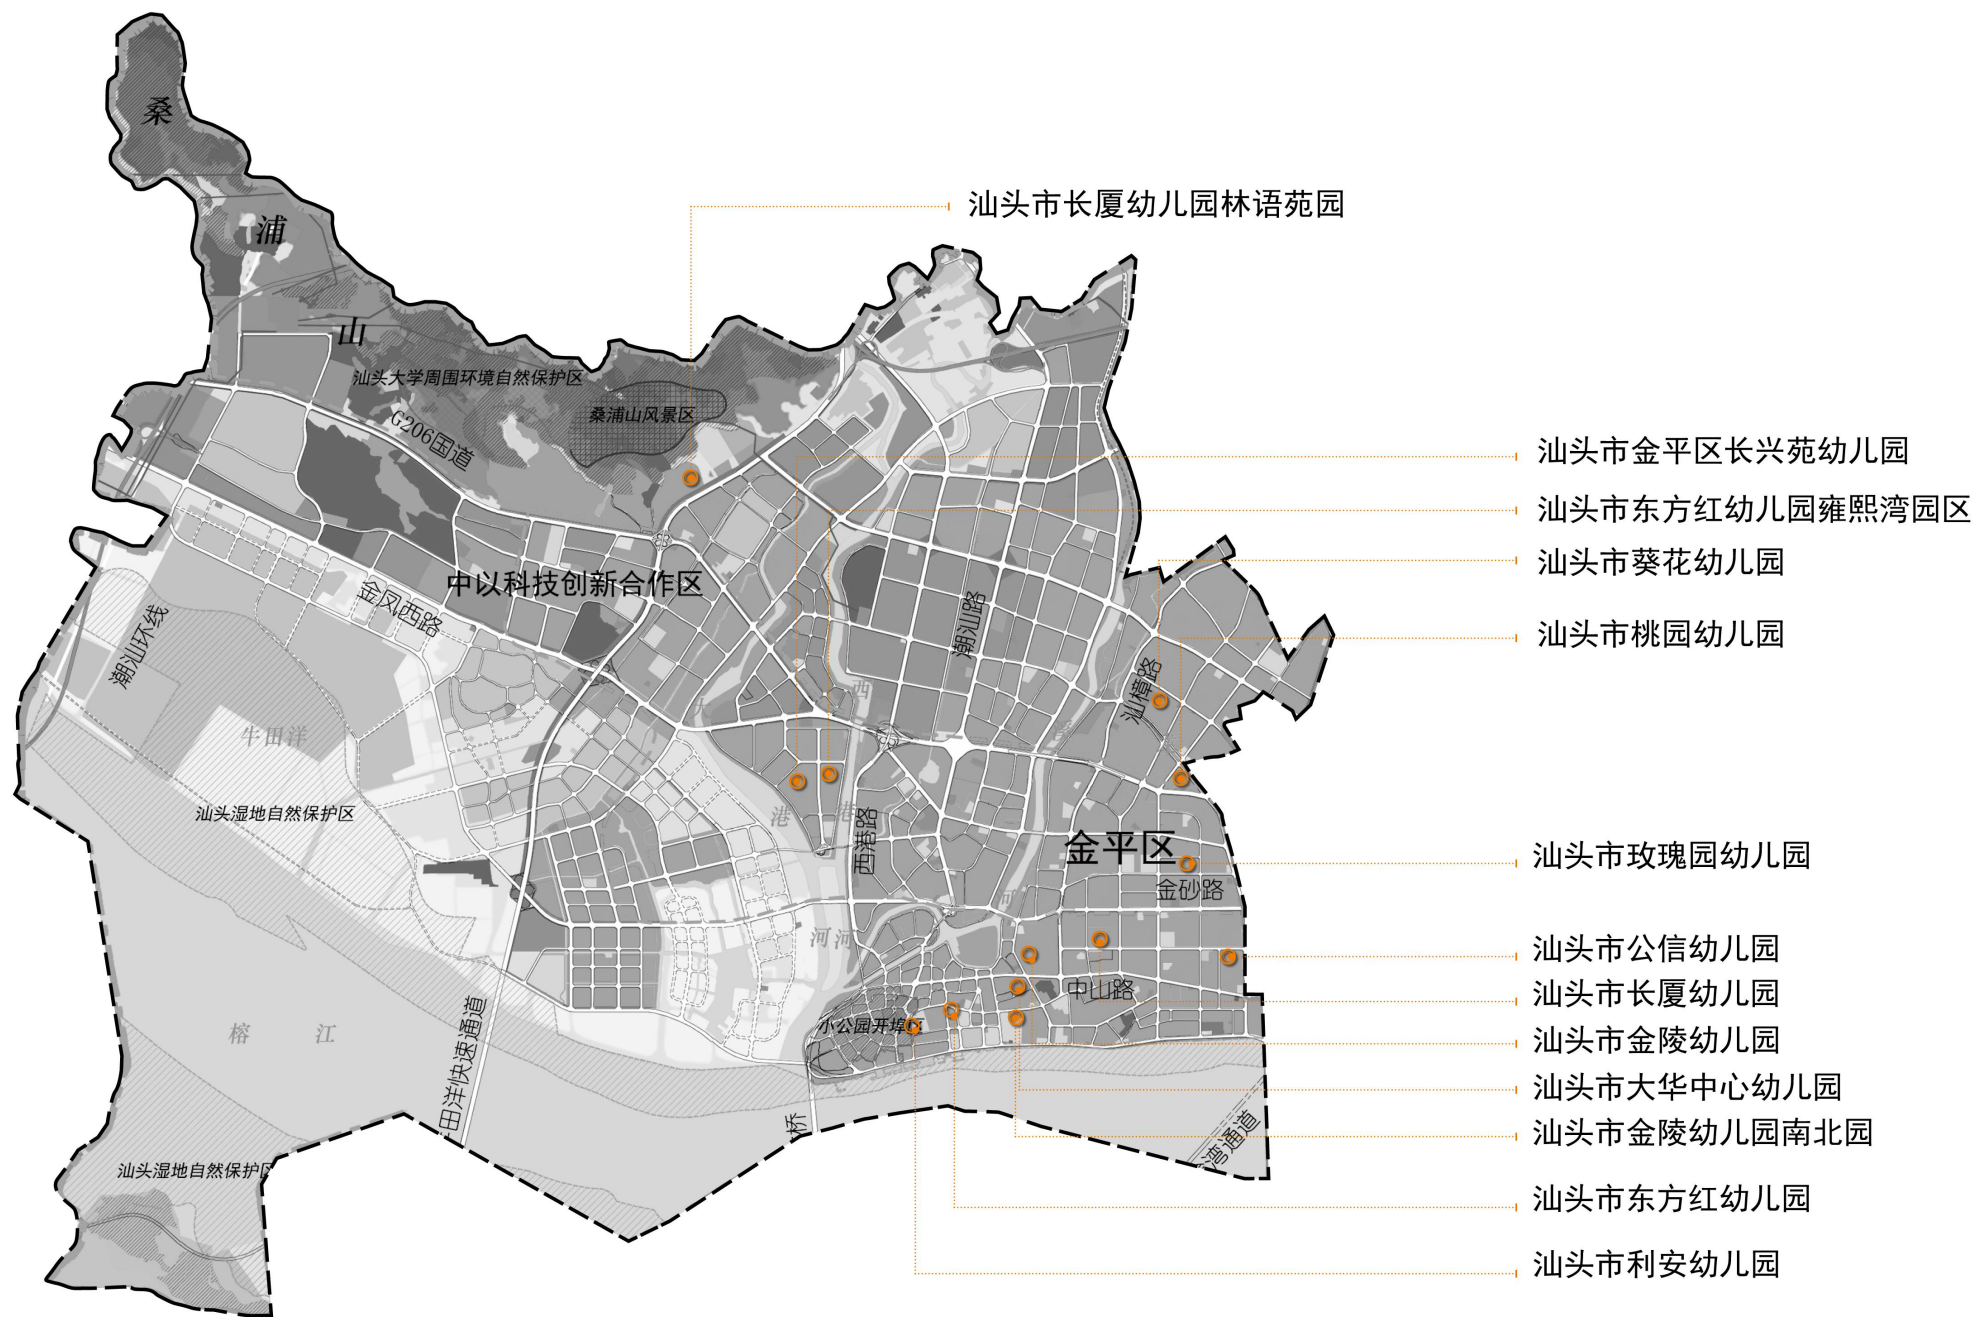 桑
浦
山
汕头市长厦幼儿园林语苑园
汕头大学周围环境自然保护区
桑浦山风景区
G206国道
汕头市金平区长兴苑幼儿园
汕头市东方红幼儿园雍熙湾园区
汕头市葵花幼儿园
中以科技创新合作区
金凤西路
潮汕环线
潮汕路
汕头市桃园幼儿园
汕樟路
西
大
牛田洋
汕头湿地自然保护区
港
港
西港路
金平区
汕头市玫瑰园幼儿园
金砂路
河
河河
汕头市公信幼儿园
中山路
汕头市长厦幼儿园
小公园开埠区
榕江
汕头市金陵幼儿园
田洋快速通道
汕头市大华中心幼儿园
桥
汕头市金陵幼儿园南北园
湾通道
汕头湿地自然保护区
汕头市东方红幼儿园
汕头市利安幼儿园